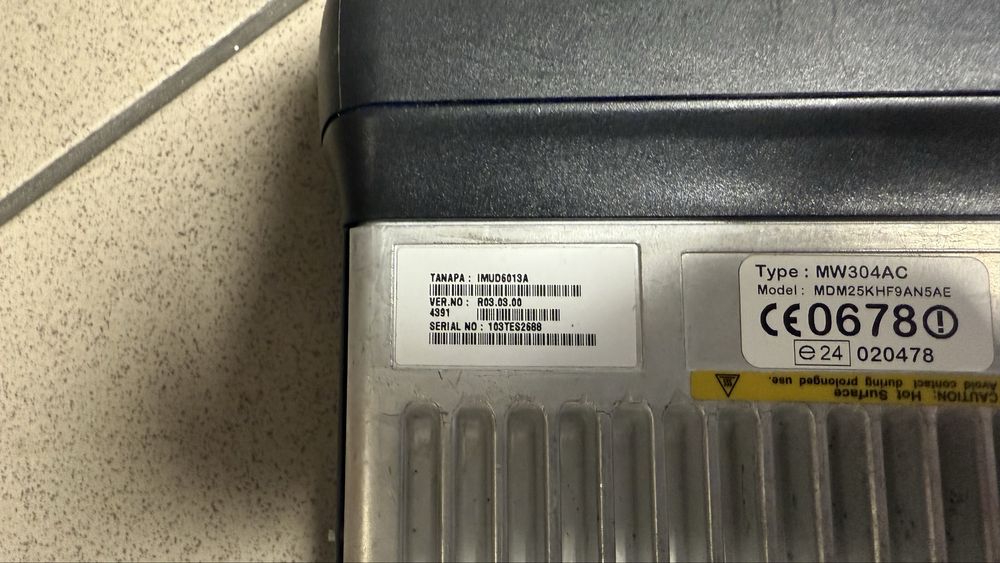 TANAPA : IMUD6013A
VER.NO : R03.03.00
4391
SERIAL NO : 103TES2688
Type : MW304AC
Model : MDM25KHF9AN5AE
CE0678
e24 020478
CAUTION: Hot Surface
Avoid contact during prolonged use.